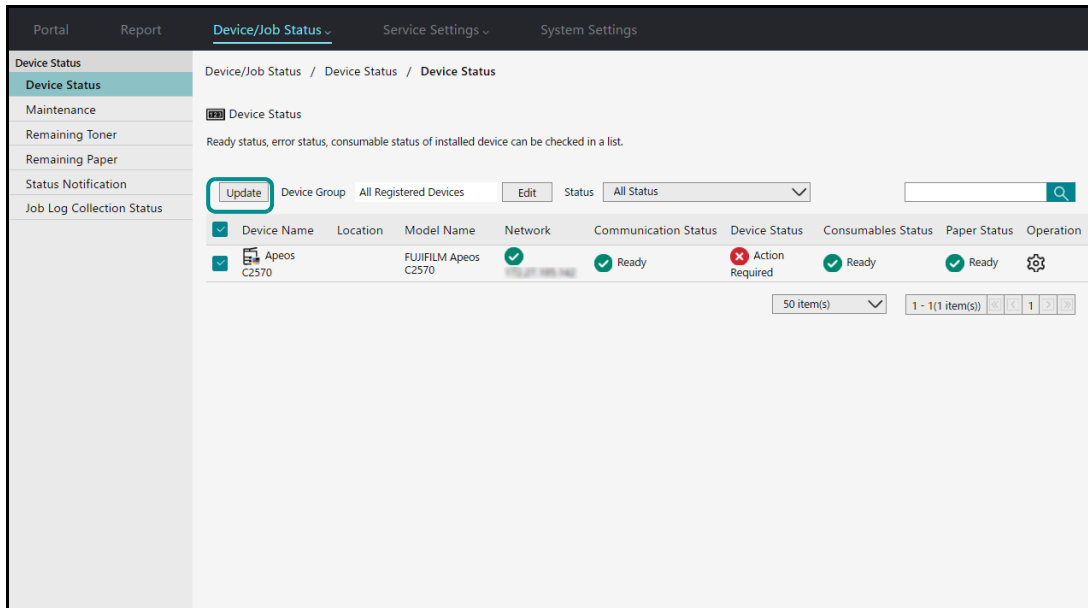 Portal Report Device/Job Status Service Settings System Settings
Device Status
Device Status
Maintenance
Remaining Toner
Remaining Paper
Status Notification
Job Log Collection Status
Device/Job Status / Device Status / Device Status
123 Device Status
Ready status, error status, consumable status of installed device can be checked in a list.
Update Device Group All Registered Devices Edit Status All Status
Device Name Location Model Name Network Communication Status Device Status Consumables Status Paper Status Operation
Apeos FUJIFILM Apeos Ready Action Ready Ready
C2570 C2570 Required
50 item(s) 1 - 1(1 item(s)) 1